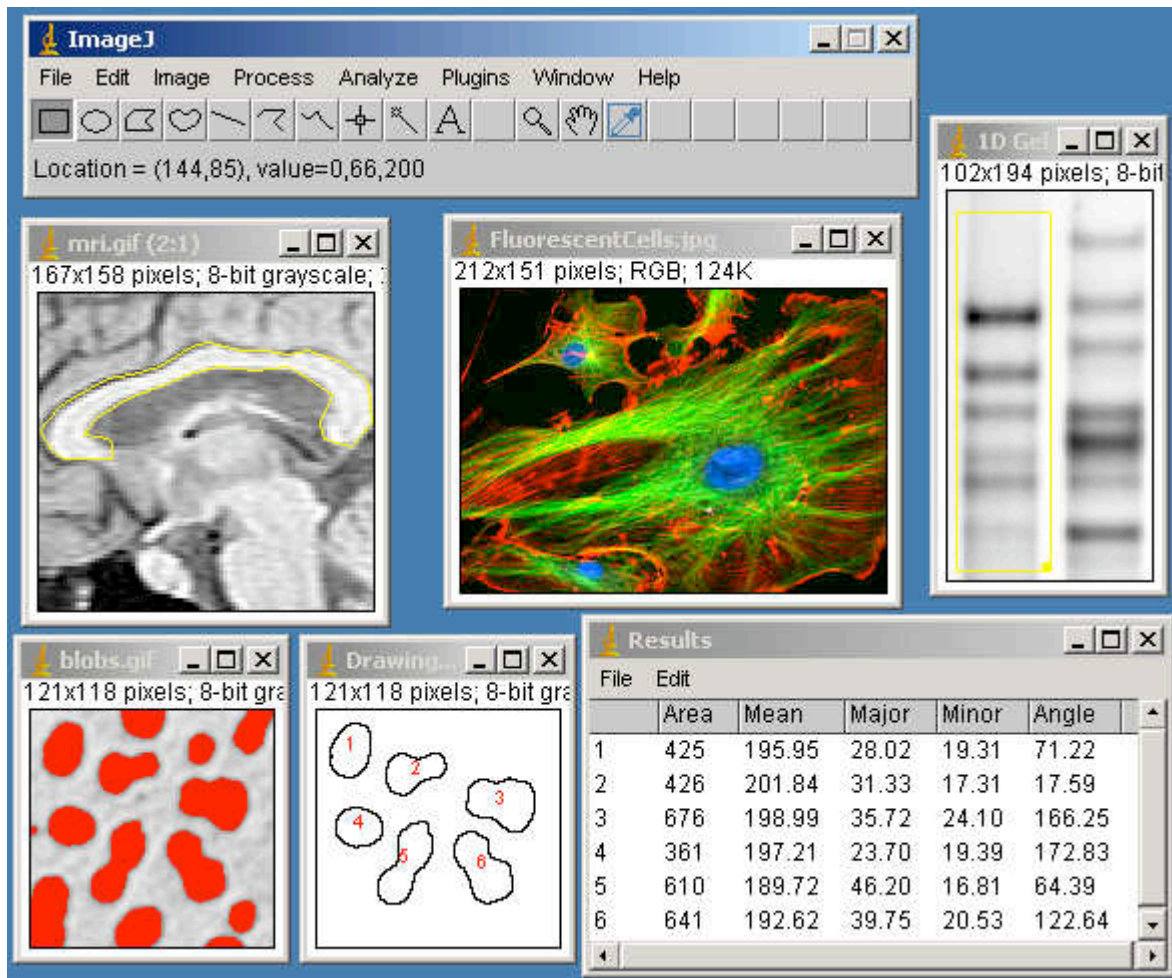 ImageJ
File Edit Image Process Analyze Plugins Window Help
A
Location = (144,85), value=0,66,200
1D Gel
102x194 pixels; 8-bit
mri.gif (2:1)
167x158 pixels; 8-bit grayscale;
FluorescentCells.jpg
212x151 pixels; RGB; 124K
blobs.gif
121x118 pixels; 8-bit gra
Drawing...
121x118 pixels; 8-bit gra
1
2
3
4
5
6
Results
File Edit
Area Mean Major Minor Angle
1 425 195.95 28.02 19.31 71.22
2 426 201.84 31.33 17.31 17.59
3 676 198.99 35.72 24.10 166.25
4 361 197.21 23.70 19.39 172.83
5 610 189.72 46.20 16.81 64.39
6 641 192.62 39.75 20.53 122.64